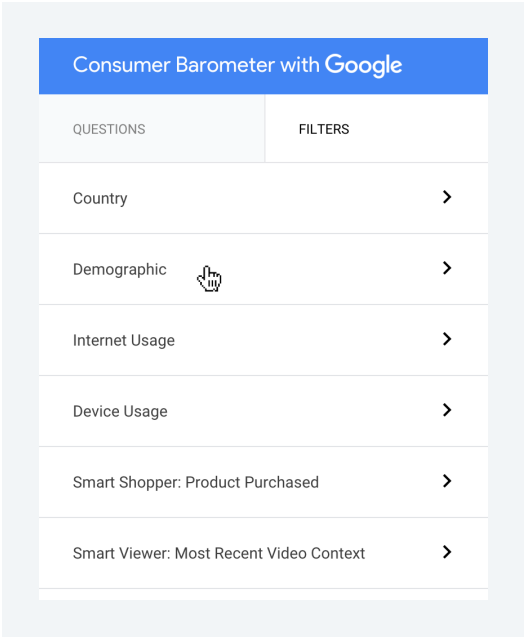 Consumer Barometer with Google
QUESTIONS
FILTERS
Country
Demographic
Internet Usage
Device Usage
Smart Shopper: Product Purchased
Smart Viewer: Most Recent Video Context